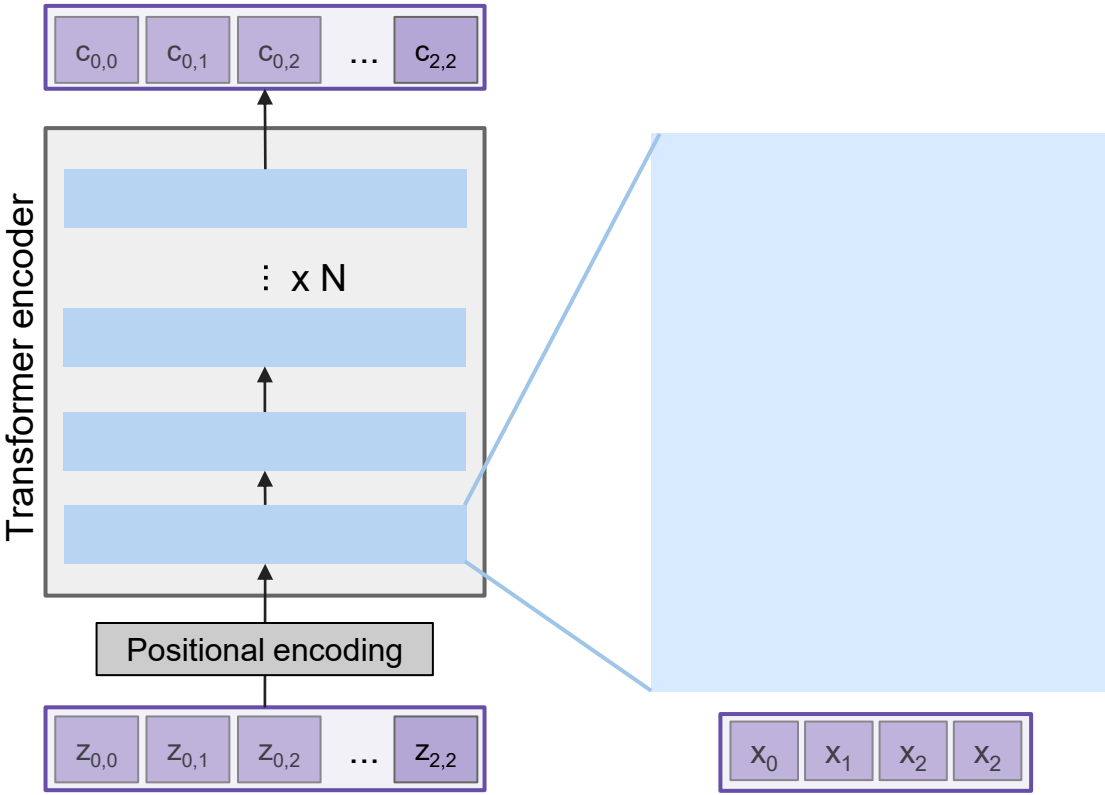 c0,0 c0,1 c0,2 ... c2,2
Transformer encoder
⋮ x N
Positional encoding
z0,0 z0,1 z0,2 ... z2,2
x0 x1 x2 x2